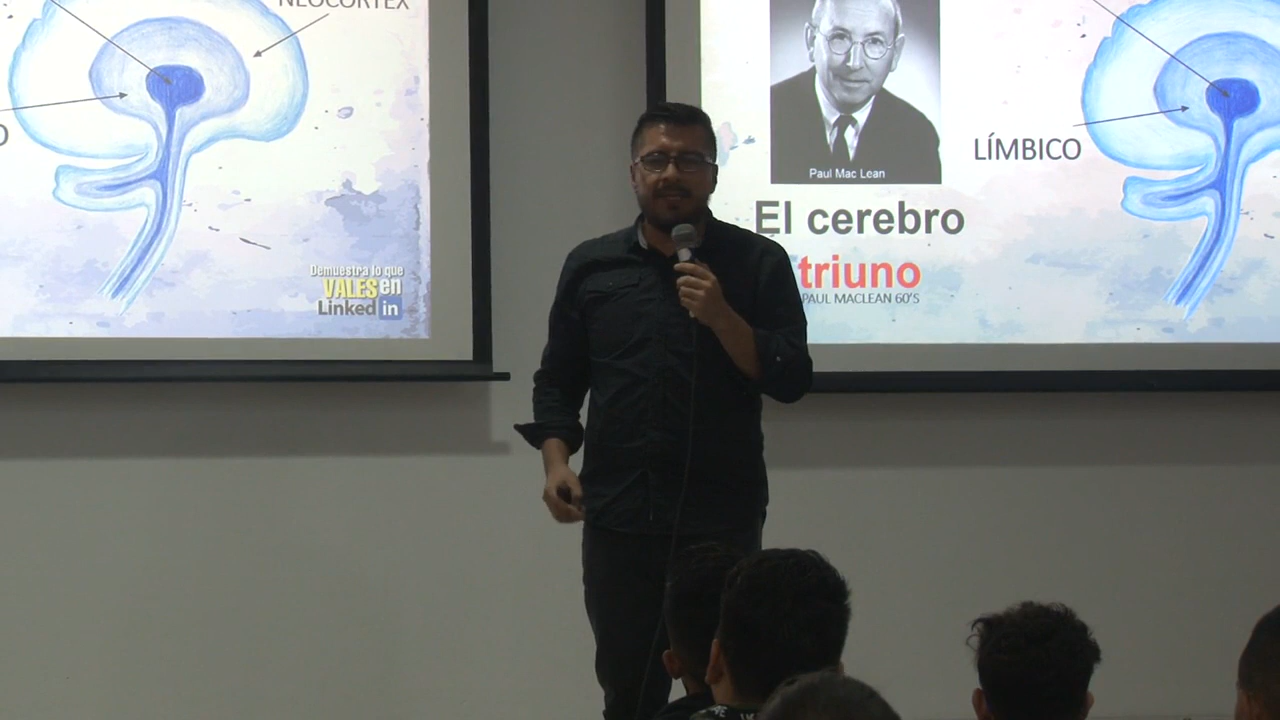 NEOCORTEX
Demuestra lo que
VALES en
Linked in
Paul Mac Lean
El cerebro
triuno
PAUL MACLEAN 60'S
LÍMBICO